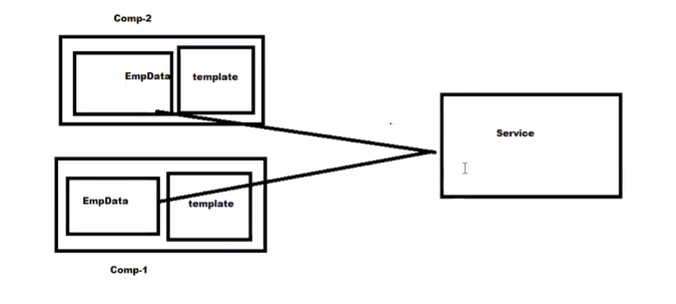 Comp-2
EmpData
template
Service
EmpData
template
Comp-1